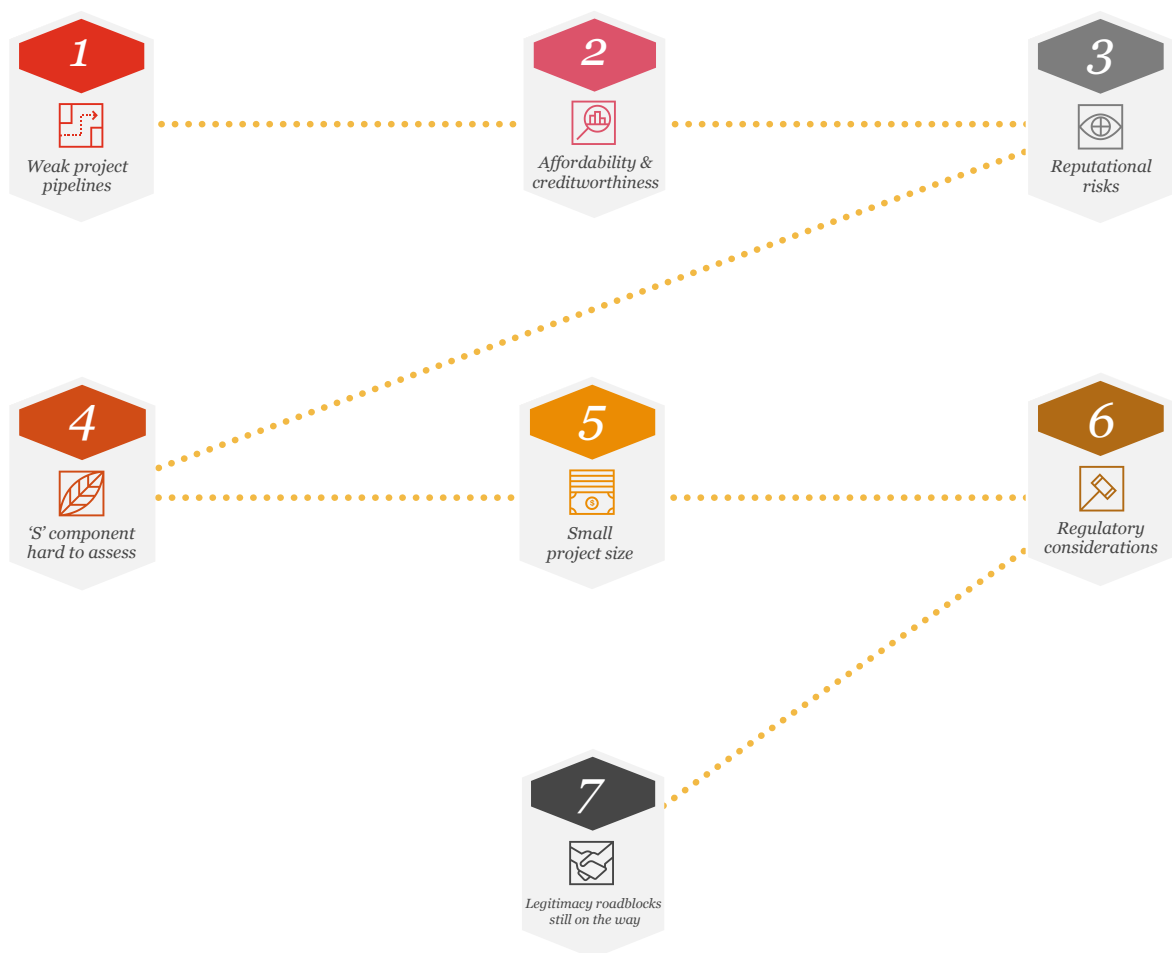 1
Weak project
pipelines
2
Affordability &
creditworthiness
3
Reputational
risks
4
‘S’ component
hard to assess
5
$
Small
project size
6
Regulatory
considerations
7
Legitimacy roadblocks
still on the way